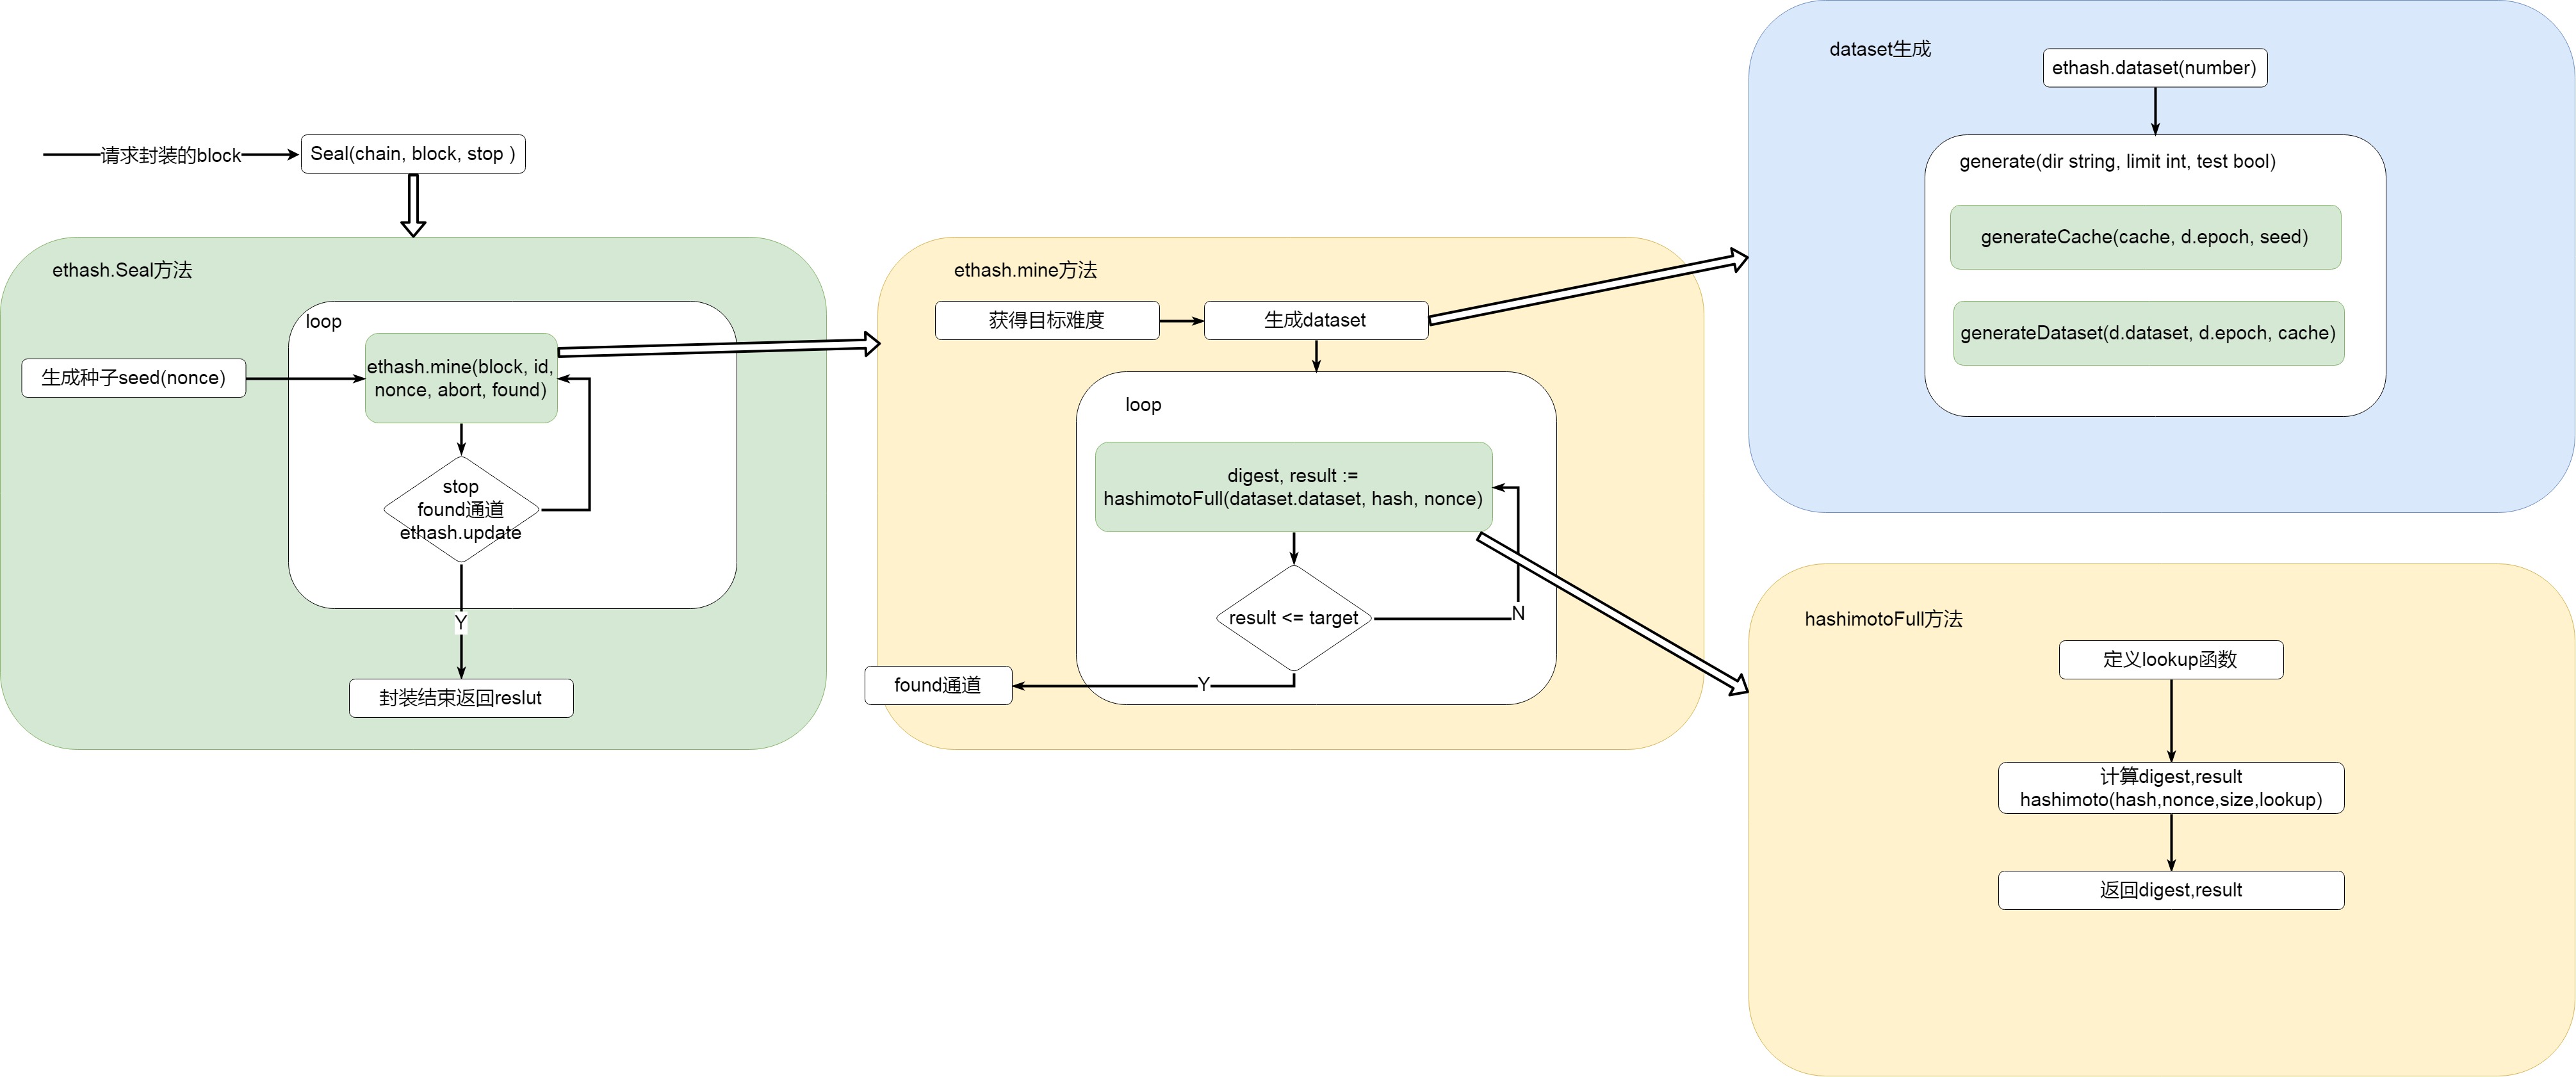 请求封装的block
Seal(chain, block, stop )
ethash.Seal方法
loop
生成种子seed(nonce)
ethash.mine(block, id,
nonce, abort, found)
stop
found通道
ethash.update
Y
封装结束返回reslut
ethash.mine方法
获得目标难度
生成dataset
loop
digest, result :=
hashimotoFull(dataset.dataset, hash, nonce)
result <= target
N
Y
found通道
dataset生成
ethash.dataset(number)
generate(dir string, limit int, test bool)
generateCache(cache, d.epoch, seed)
generateDataset(d.dataset, d.epoch, cache)
hashimotoFull方法
定义lookup函数
计算digest,result
hashimoto(hash,nonce,size,lookup)
返回digest,result